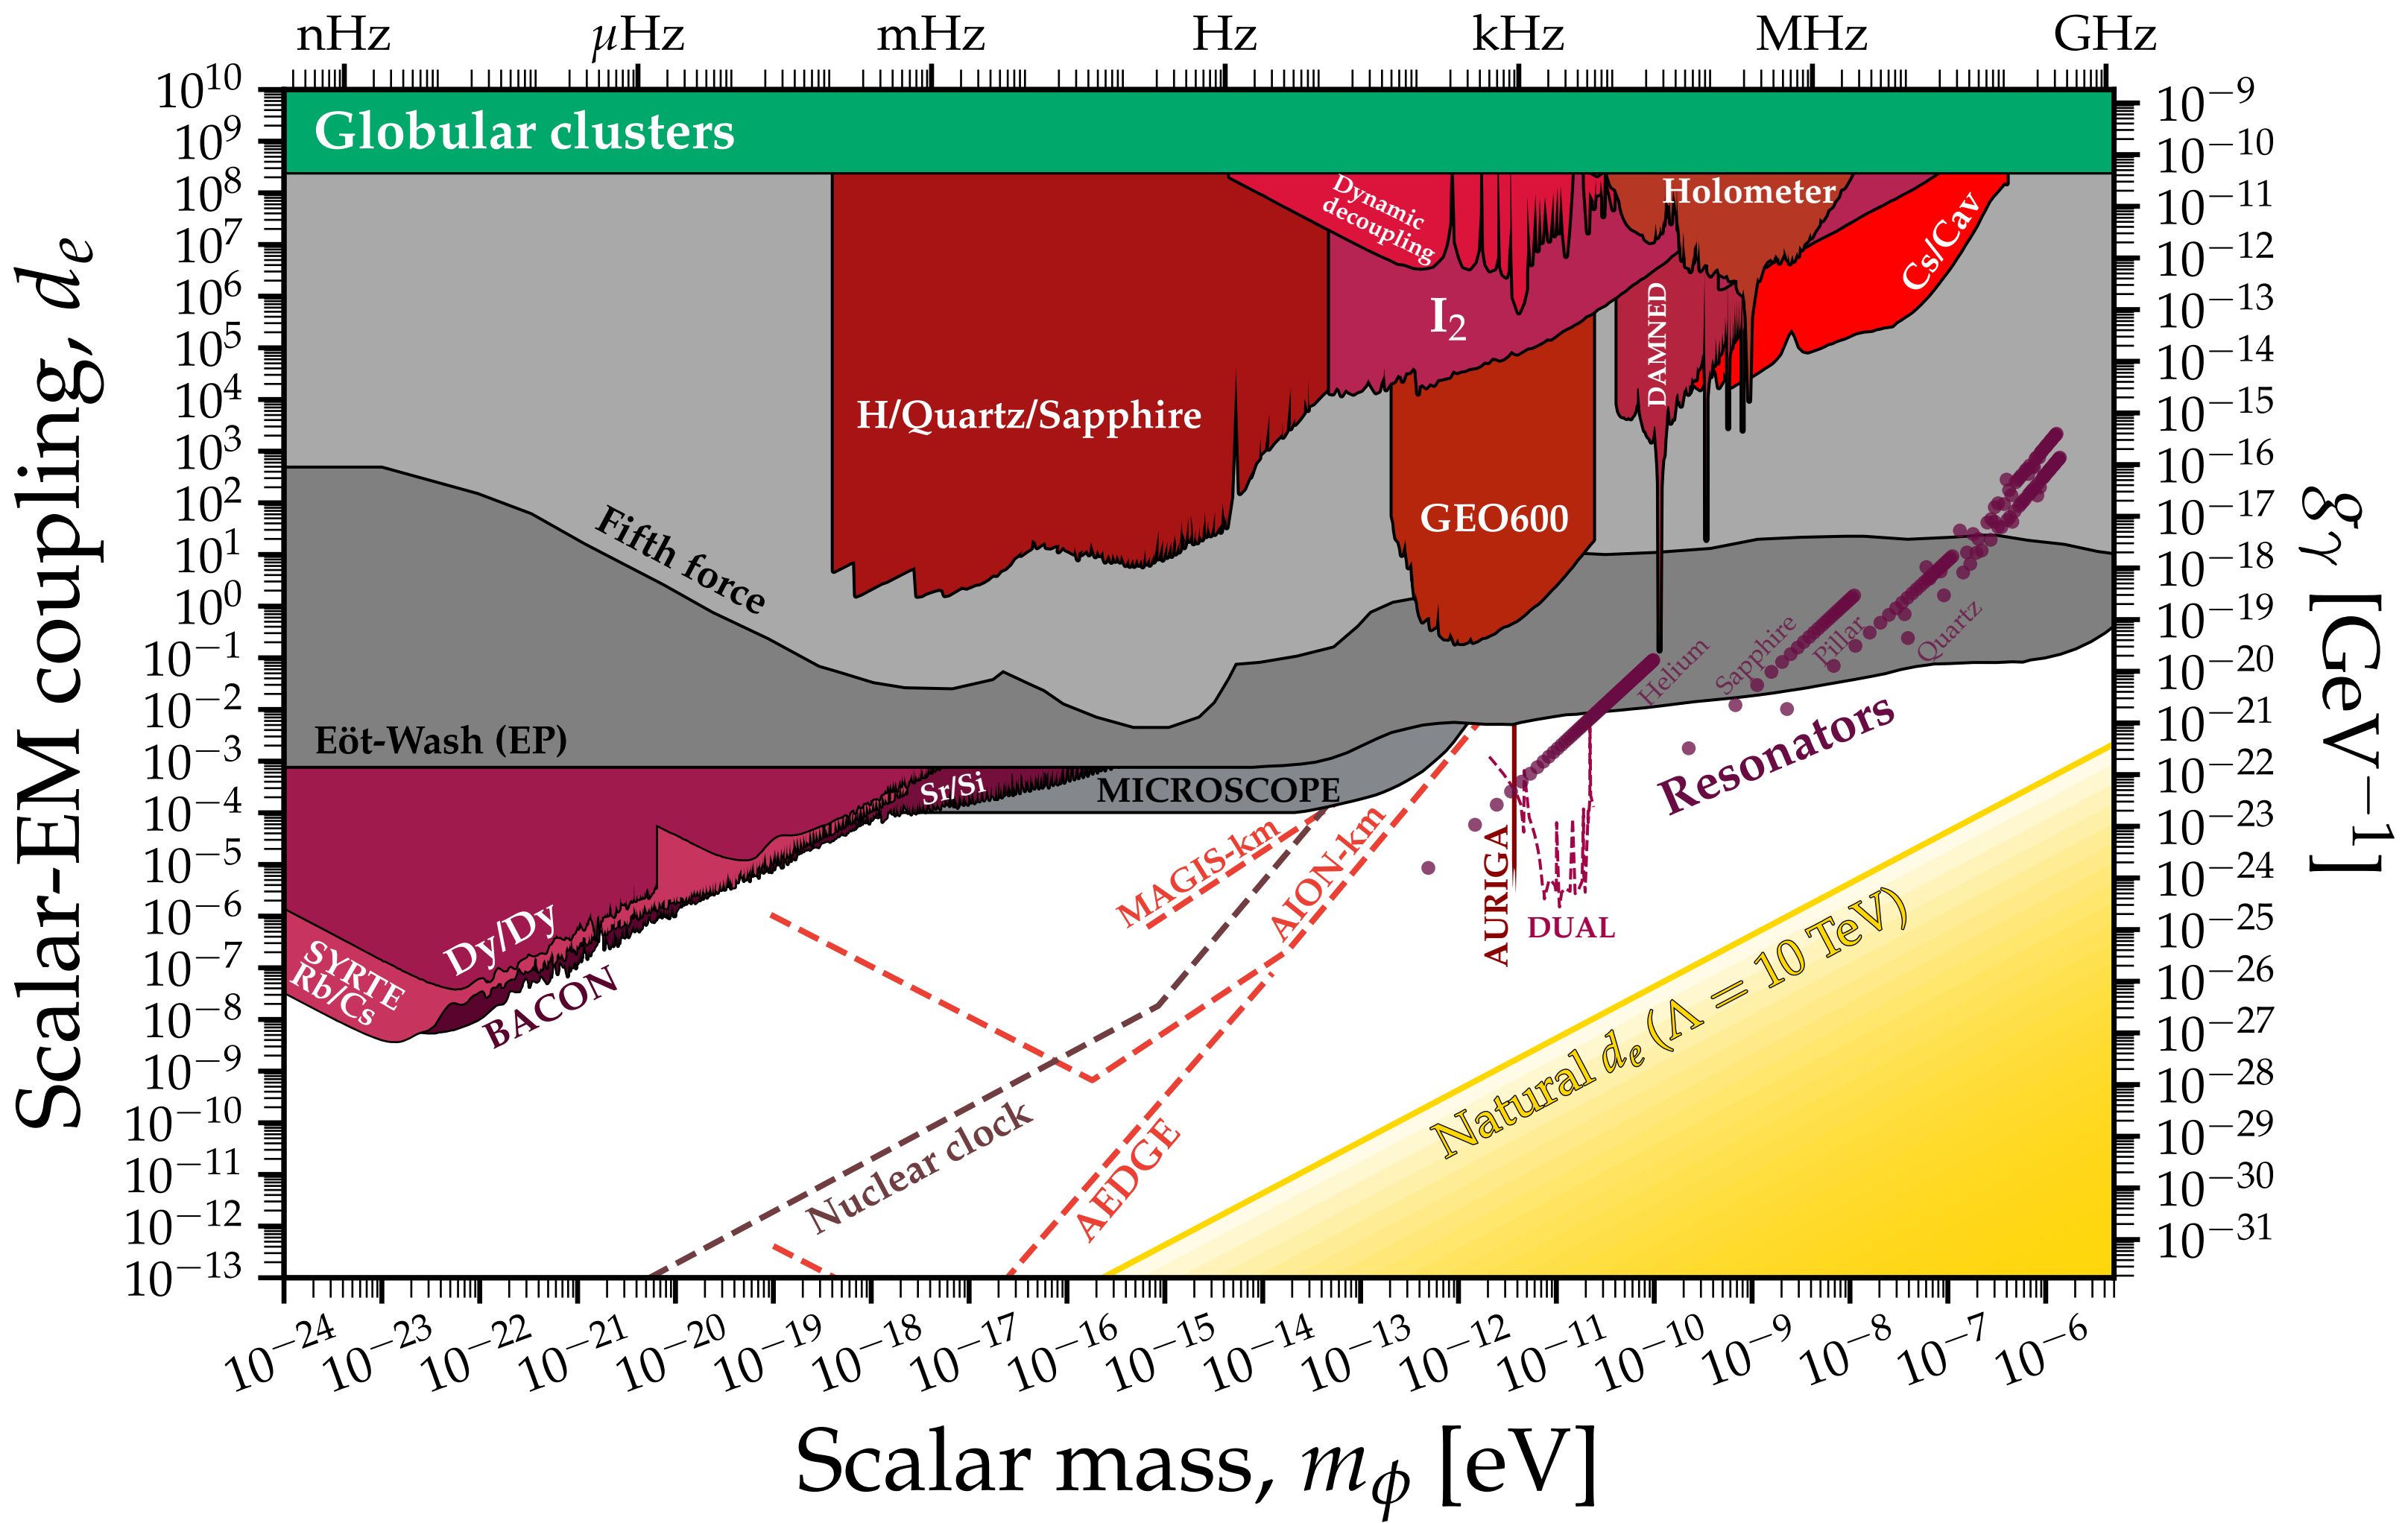 nHz μHz mHz Hz kHz MHz GHz
Scalar-EM coupling, d_e
10^10
10^9
10^8
10^7
10^6
10^5
10^4
10^3
10^2
10^1
10^0
10^−1
10^−2
10^−3
10^−4
10^−5
10^−6
10^−7
10^−8
10^−9
10^−10
10^−11
10^−12
10^−13
Globular clusters
Dynamic
decoupling
Holometer
Cs/Cav
I_2
DAMNED
H/Quartz/Sapphire
GEO600
Fifth force
Eöt-Wash (EP)
Sr/Si
MICROSCOPE
Helium
Sapphire
Pillar
Quartz
Resonators
MAGIS-km
AION-km
AURIGA
DUAL
Dy/Dy
SYRTE
Rb/Cs
BACON
Nuclear clock
AEDGE
Natural d_e (Λ = 10 TeV)
10^−9
10^−10
10^−11
10^−12
10^−13
10^−14
10^−15
10^−16
10^−17
10^−18
10^−19
10^−20
10^−21
10^−22
10^−23
10^−24
10^−25
10^−26
10^−27
10^−28
10^−29
10^−30
10^−31
g_γ [GeV^−1]
10^−24 10^−23 10^−22 10^−21 10^−20 10^−19 10^−18 10^−17 10^−16 10^−15 10^−14 10^−13 10^−12 10^−11 10^−10 10^−9 10^−8 10^−7 10^−6
Scalar mass, m_ϕ [eV]